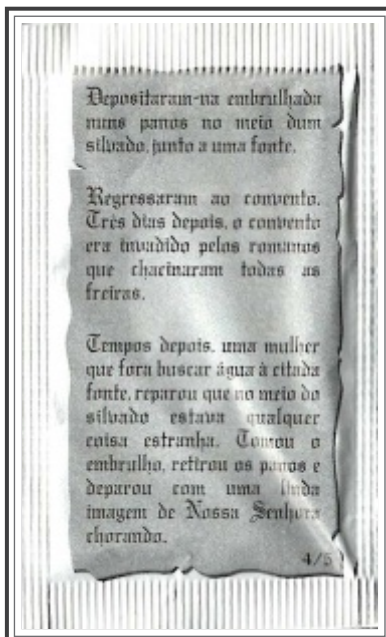 Depositaram-na embrulhada
nuns panos no meio dum
silvado, junto a uma fonte.
Regressaram ao convento.
Três dias depois, o convento
era invadido pelos romanos
que chacinaram todas as
freiras.
Tempos depois, uma mulher
que fora buscar água à citada
fonte, reparou que no meio do
silvado estava qualquer
coisa estranha. Tomou o
embrulho, retirou os panos e
deparou com uma linda
imagem de Nossa Senhora
chorando.
4/5